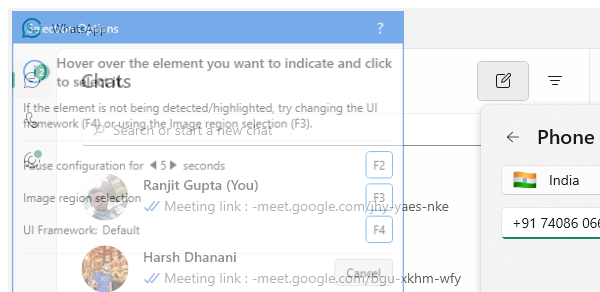 WhatsApp
Selection Options ?
Hover over the element you want to indicate and click
to select it.
2
Chats
If the element is not being detected/highlighted, try changing the UI
framework (F4) or using the Image region selection (F3).
Search or start a new chat
Phone
India
+91 74086 066
Pause configuration for 5 seconds F2
Ranjit Gupta (You)
Image region selection F3
Meeting link : -meet.google.com/jny-yaes-nke
UI Framework: Default F4
Harsh Dhanani
Meeting link : -meet.google.com/bgu-xkhm-wfy
Cancel